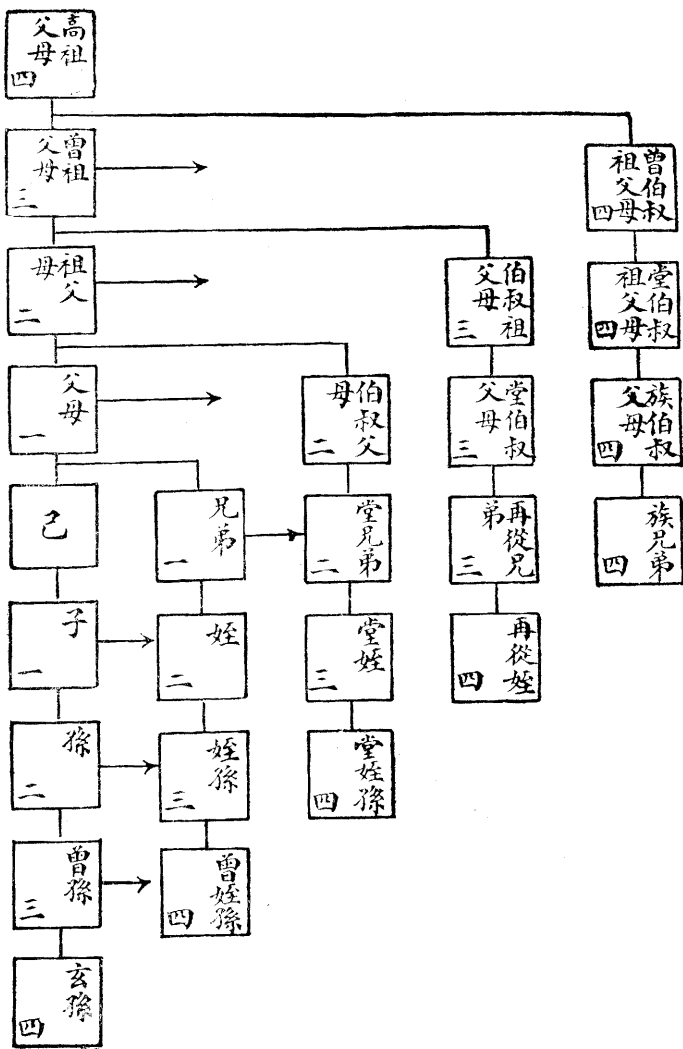 高祖父母
四
曾祖父母
三
曾伯叔祖父母
四
祖父母
二
伯叔祖父母
三
堂伯叔祖父母
四
父母
一
伯叔父母
二
堂伯叔父母
三
族伯叔父母
四
己
兄弟
一
堂兄弟
二
再從兄弟
三
族兄弟
四
子
一
姪
二
堂姪
三
再從姪
四
孫
二
姪孫
三
堂姪孫
四
曾孫
三
曾姪孫
四
玄孫
四